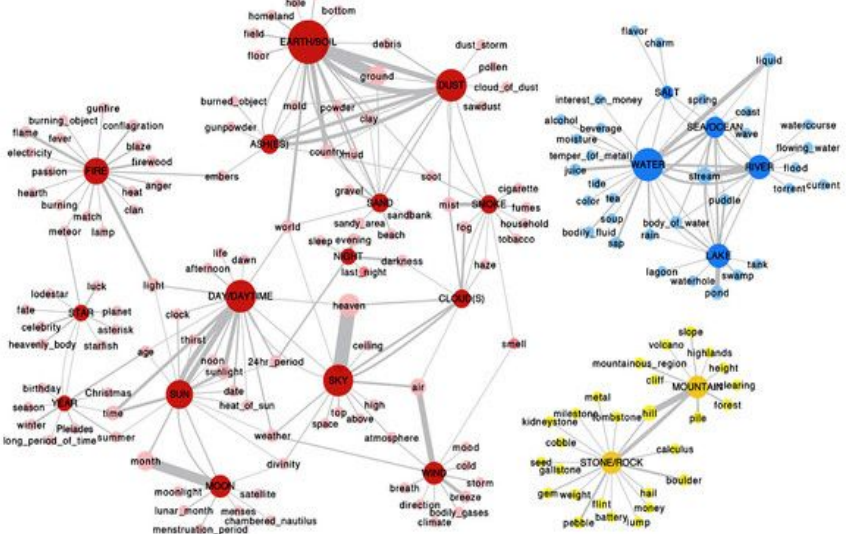 hole
bottom
homeland
field
EARTH/SOIL
floor
debris
dust_storm
pollen
ground
DUST
cloud_of_dust
sawdust
burned_object
mold
powder
gunpowder
clay
ASH(ES)
country
mud
gunfire
burning_object
conflagration
flame
fever
blaze
electricity
firewood
passion
FIRE
embers
hearth
heat
anger
burning
clan
match
meteor
lamp
gravel
soot
SAND
sandbank
sandy_area
beach
mist
SMOKE
cigarette
fumes
household
tobacco
fog
haze
world
sleep
evening
NIGHT
last_night
darkness
life
dawn
afternoon
DAY/DAYTIME
light
luck
lodestar
fate
STAR
planet
celebrity
asterisk
heavenly_body
starfish
clock
thirst
age
heaven
CLOUD(S)
ceiling
smell
noon
sunlight
24hr_period
birthday
YEAR
Christmas
season
time
winter
Pleiades
long_period_of_time
summer
SUN
date
heat_of_sun
SKY
high
top
above
space
air
weather
atmosphere
divinity
month
MOON
moonlight
satellite
lunar_month
menses
chambered_nautilus
menstruation_period
mood
cold
WIND
storm
breath
breeze
direction
bodily_gases
climate
flavor
charm
liquid
SALT
interest_on_money
spring
coast
alcohol
beverage
SEA/OCEAN
wave
watercourse
moisture
flowing_water
temper_(of_metal)
WATER
RIVER
flood
juice
stream
torrent
current
tide
color
tea
puddle
soup
body_of_water
bodily_fluid
rain
sap
LAKE
lagoon
tank
waterhole
swamp
pond
slope
volcano
highlands
mountainous_region
height
cliff
MOUNTAIN
clearing
metal
forest
milestone
tombstone
hill
pile
kidneystone
cobble
calculus
seed
STONE/ROCK
gallstone
boulder
gem
weight
hail
flint
money
pebble
battery
lump